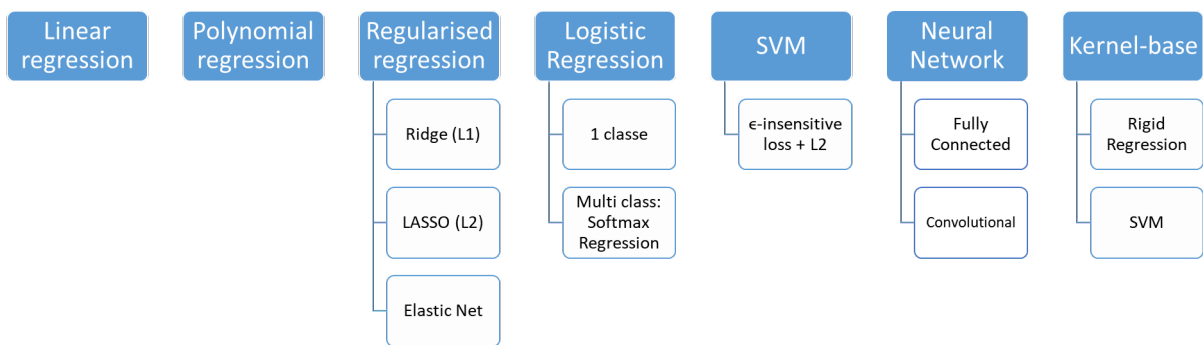 Linear
regression
Polynomial
regression
Regularised
regression
Ridge (L1)
LASSO (L2)
Elastic Net
Logistic
Regression
1 classe
Multi class:
Softmax
Regression
SVM
ϵ-insensitive
loss + L2
Neural
Network
Fully
Connected
Convolutional
Kernel-base
Rigid
Regression
SVM